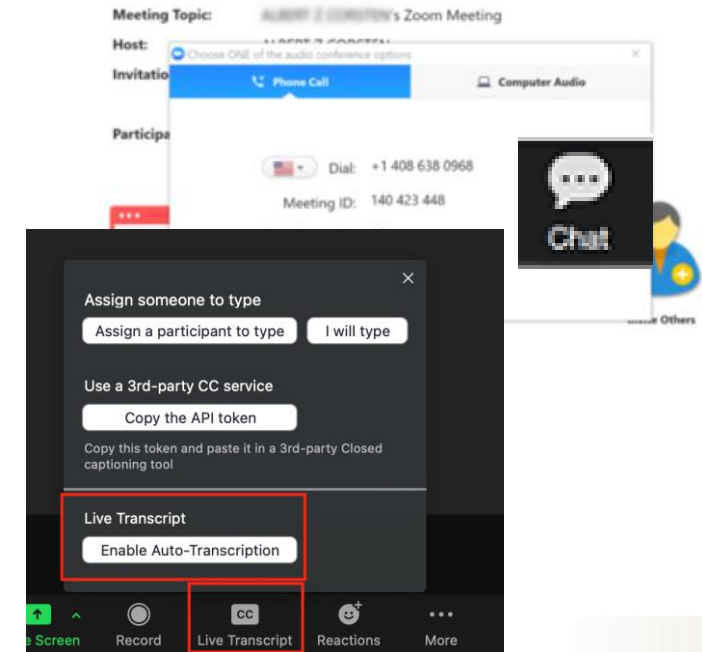 Meeting Topic: 's Zoom Meeting
Host:
Choose ONE of the audio conference options
Invitatio
Phone Call
Computer Audio
Participa
Dial: +1 408 638 0968
Meeting ID: 140 423 448
Chat
Others
Assign someone to type
Assign a participant to type
I will type
Use a 3rd-party CC service
Copy the API token
Copy this token and paste it in a 3rd-party Closed
captioning tool
Live Transcript
Enable Auto-Transcription
CC
e Screen
Record
Live Transcript
Reactions
More